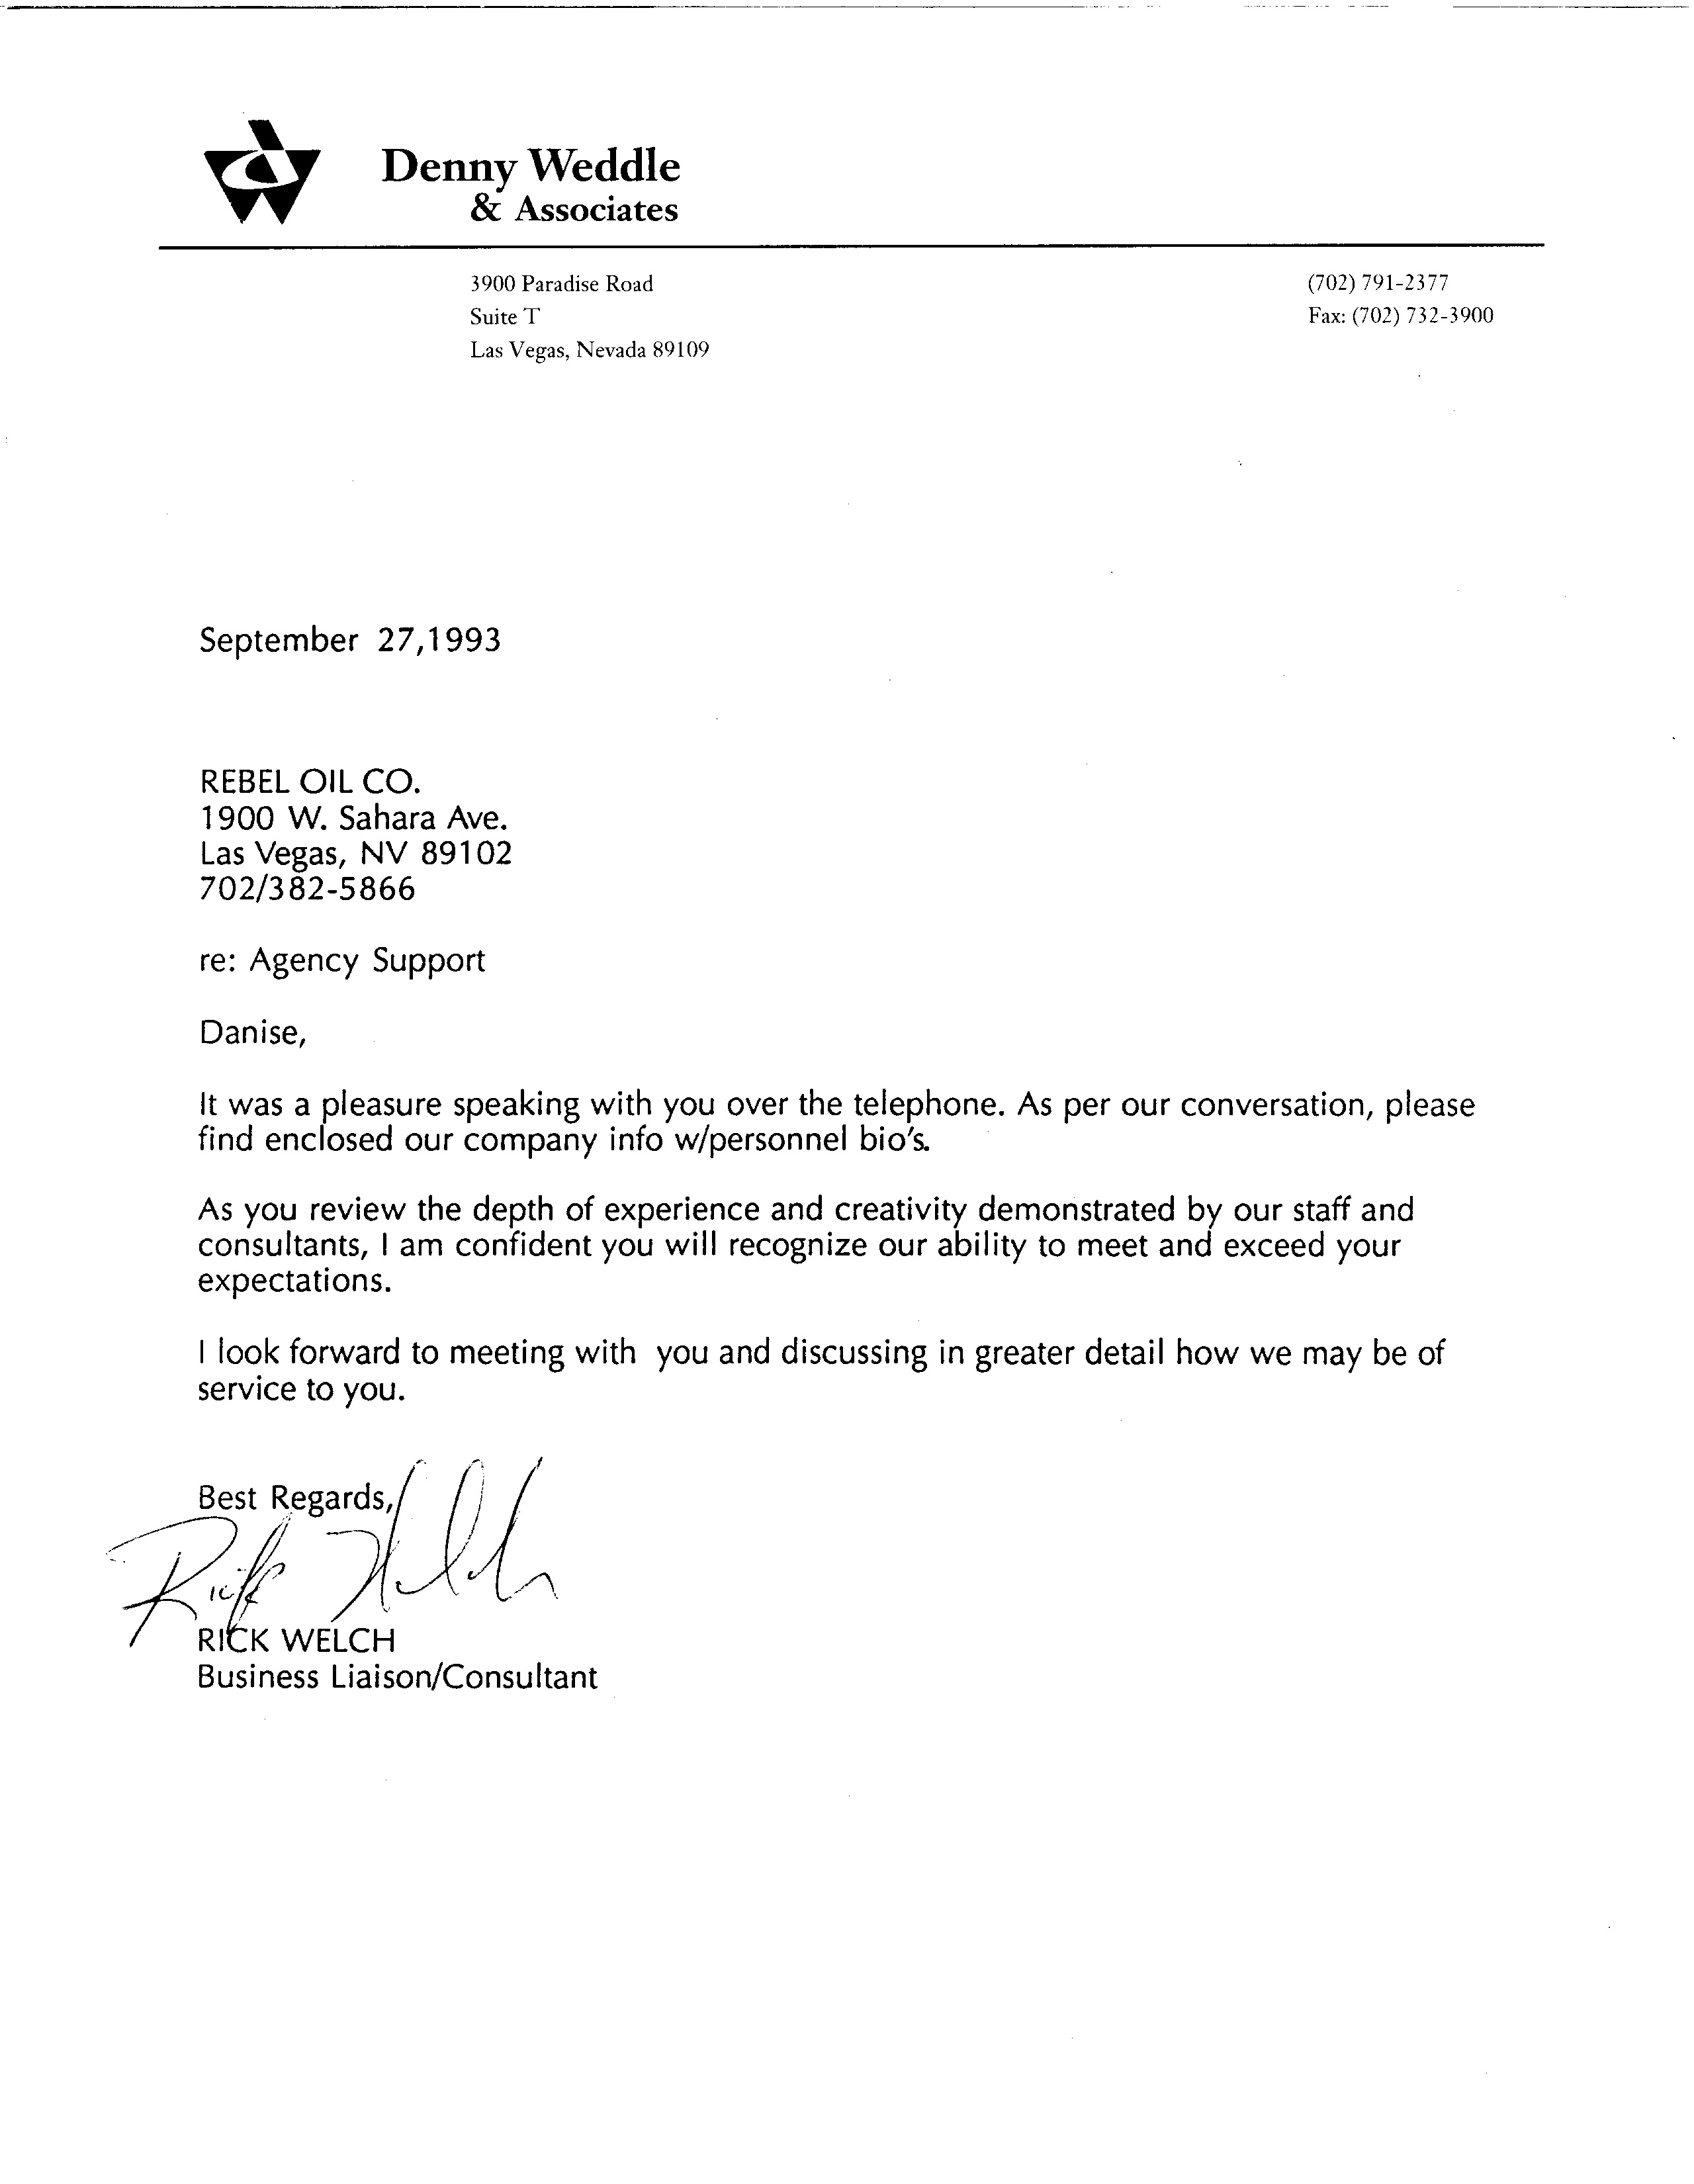 Denny Weddle
& Associates
3900 Paradise Road
Suite T
Las Vegas, Nevada 89109
(702) 791-2377
Fax: (702) 732-3900
September 27,1993
REBEL OIL CO.
1900 W. Sahara Ave.
Las Vegas, NV 89102
702/382-5866
re: Agency Support
Danise,
It was a pleasure speaking with you over the telephone. As per our conversation, please
find enclosed our company info w/personnel bio's.
As you review the depth of experience and creativity demonstrated by our staff and
consultants, I am confident you will recognize our ability to meet and exceed your
expectations.
I look forward to meeting with you and discussing in greater detail how we may be of
service to you.
Best Regards,
Rick Welch
RICK WELCH
Business Liaison/Consultant